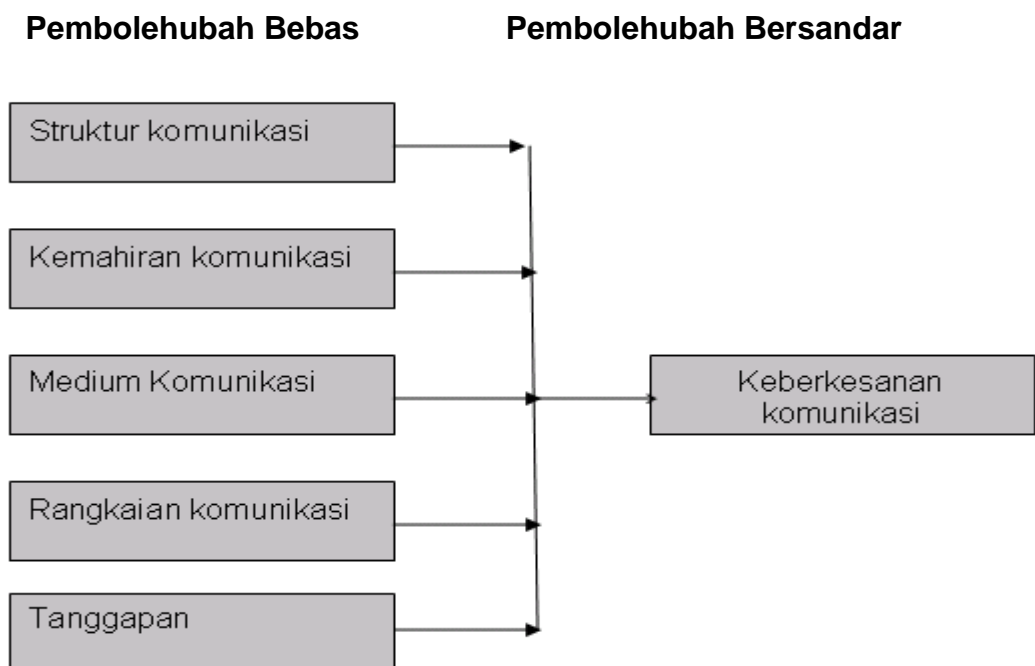 Pembolehubah Bebas
Pembolehubah Bersandar
Struktur komunikasi
Kemahiran komunikasi
Medium Komunikasi
Keberkesanan
komunikasi
Rangkaian komunikasi
Tanggapan